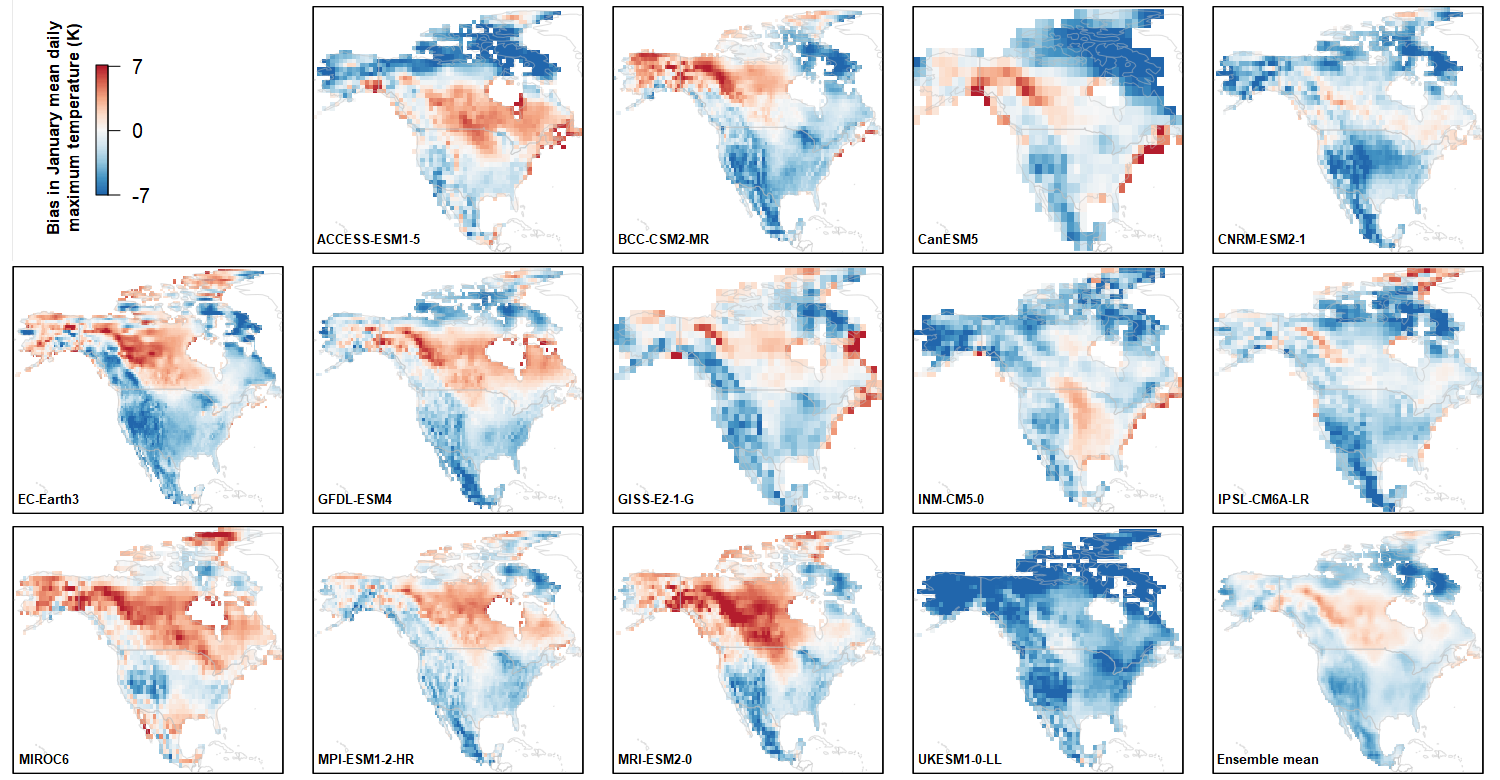 Bias in January mean daily
maximum temperature (K)
7
0
-7
ACCESS-ESM1-5
BCC-CSM2-MR
CanESM5
CNRM-ESM2-1
EC-Earth3
GFDL-ESM4
GISS-E2-1-G
INM-CM5-0
IPSL-CM6A-LR
MIROC6
MPI-ESM1-2-HR
MRI-ESM2-0
UKESM1-0-LL
Ensemble mean